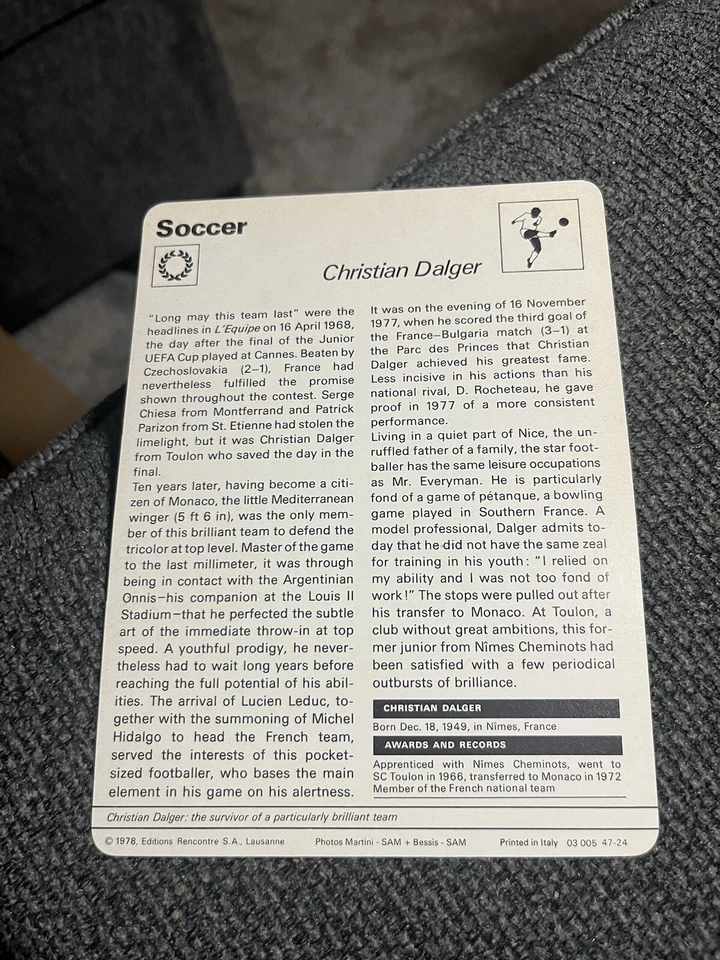 Soccer
Christian Dalger
"Long may this team last" were the
headlines in L'Equipe on 16 April 1968,
the day after the final of the Junior
UEFA Cup played at Cannes. Beaten by
Czechoslovakia (2–1), France had
nevertheless fulfilled the promise
shown throughout the contest. Serge
Chiesa from Montferrand and Patrick
Parizon from St. Etienne had stolen the
limelight, but it was Christian Dalger
from Toulon who saved the day in the
final.
Ten years later, having become a citi-
zen of Monaco, the little Mediterranean
winger (5 ft 6 in), was the only mem-
ber of this brilliant team to defend the
tricolor at top level. Master of the game
to the last millimeter, it was through
being in contact with the Argentinian
Onnis—his companion at the Louis II
Stadium—that he perfected the subtle
art of the immediate throw-in at top
speed. A youthful prodigy, he never-
theless had to wait long years before
reaching the full potential of his abil-
ities. The arrival of Lucien Leduc, to-
gether with the summoning of Michel
Hidalgo to head the French team,
served the interests of this pocket-
sized footballer, who bases the main
element in his game on his alertness.
It was on the evening of 16 November
1977, when he scored the third goal of
the France–Bulgaria match (3–1) at
the Parc des Princes that Christian
Dalger achieved his greatest fame.
Less incisive in his actions than his
national rival, D. Rocheteau, he gave
proof in 1977 of a more consistent
performance.
Living in a quiet part of Nice, the un-
ruffled father of a family, the star foot-
baller has the same leisure occupations
as Mr. Everyman. He is particularly
fond of a game of pétanque, a bowling
game played in Southern France. A
model professional, Dalger admits to-
day that he did not have the same zeal
for training in his youth: "I relied on
my ability and I was not too fond of
work!" The stops were pulled out after
his transfer to Monaco. At Toulon, a
club without great ambitions, this for-
mer junior from Nîmes Cheminots had
been satisfied with a few periodical
outbursts of brilliance.
CHRISTIAN DALGER
Born Dec. 18, 1949, in Nîmes, France
AWARDS AND RECORDS
Apprenticed with Nîmes Cheminots, went to
SC Toulon in 1966, transferred to Monaco in 1972
Member of the French national team
Christian Dalger: the survivor of a particularly brilliant team
© 1978, Editions Rencontre S.A., Lausanne Photos Martini - SAM + Bessis - SAM Printed in Italy 03 005 47-24